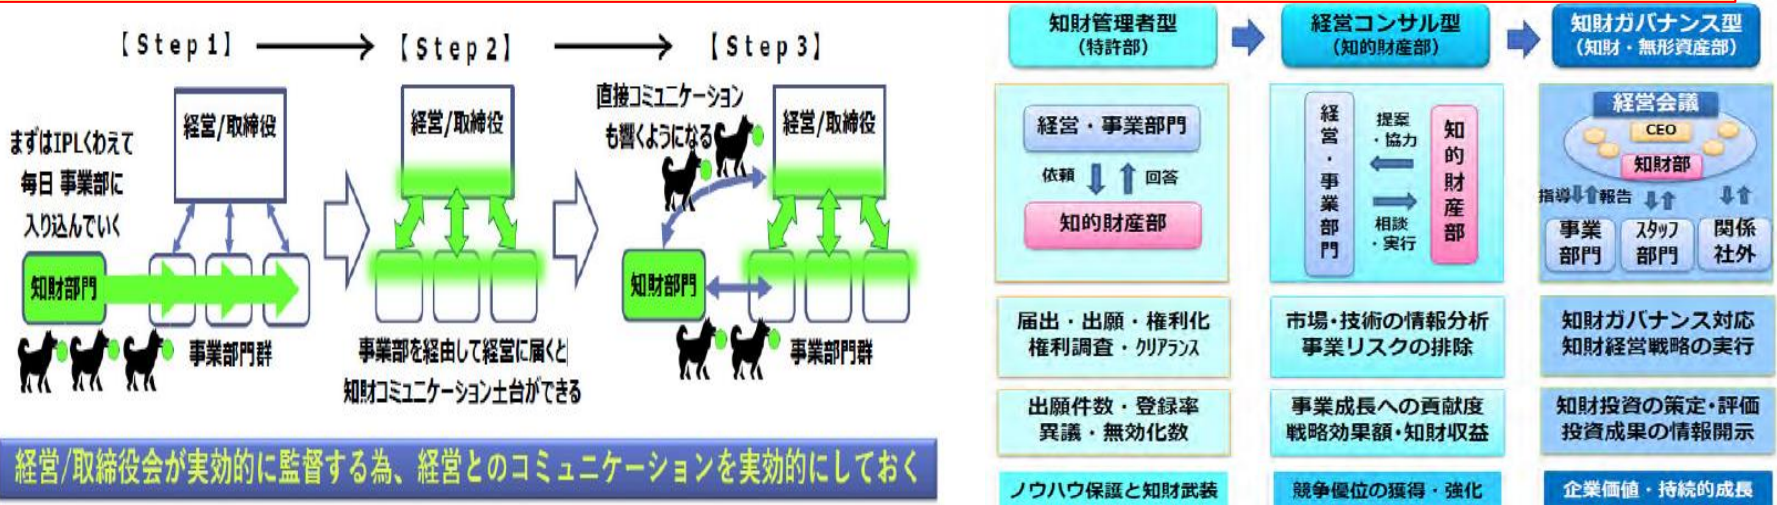 【Step1】
【Step2】
【Step3】
まずはIPLくわえて
毎日 事業部に
入り込んでいく
経営/取締役
知財部門
事業部門群
経営/取締役
事業部を経由して経営に届くと
知財コミュニケーション土台ができる
直接コミュニケーション
も響くようになる
経営/取締役
知財部門
事業部門群
経営/取締役会が実効的に監督する為、経営とのコミュニケーションを実効的にしておく
知財管理者型
(特許部)
経営・事業部門
依頼
回答
知的財産部
届出・出願・権利化
権利調査・クリアランス
出願件数・登録率
異議・無効化数
ノウハウ保護と知財武装
経営コンサル型
(知的財産部)
経営・事業部門
提案
・協力
相談
・実行
知的財産部
市場・技術の情報分析
事業リスクの排除
事業成長への貢献度
戦略効果額・知財収益
競争優位の獲得・強化
知財ガバナンス型
(知財・無形資産部)
経営会議
CEO
知財部
指導
報告
事業
部門
スタッフ
部門
関係
社外
知財ガバナンス対応
知財経営戦略の実行
知財投資の策定・評価
投資成果の情報開示
企業価値・持続的成長